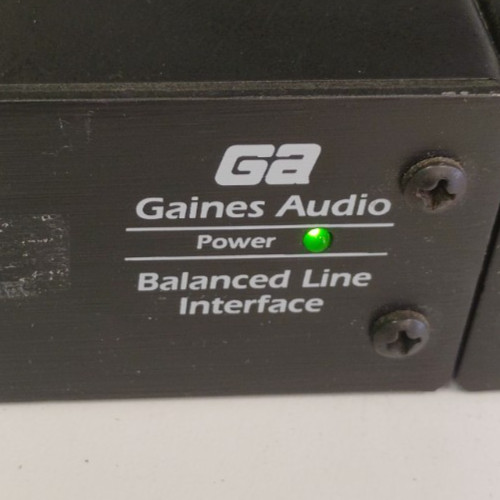 Ga
Gaines Audio
Power
Balanced Line
Interface